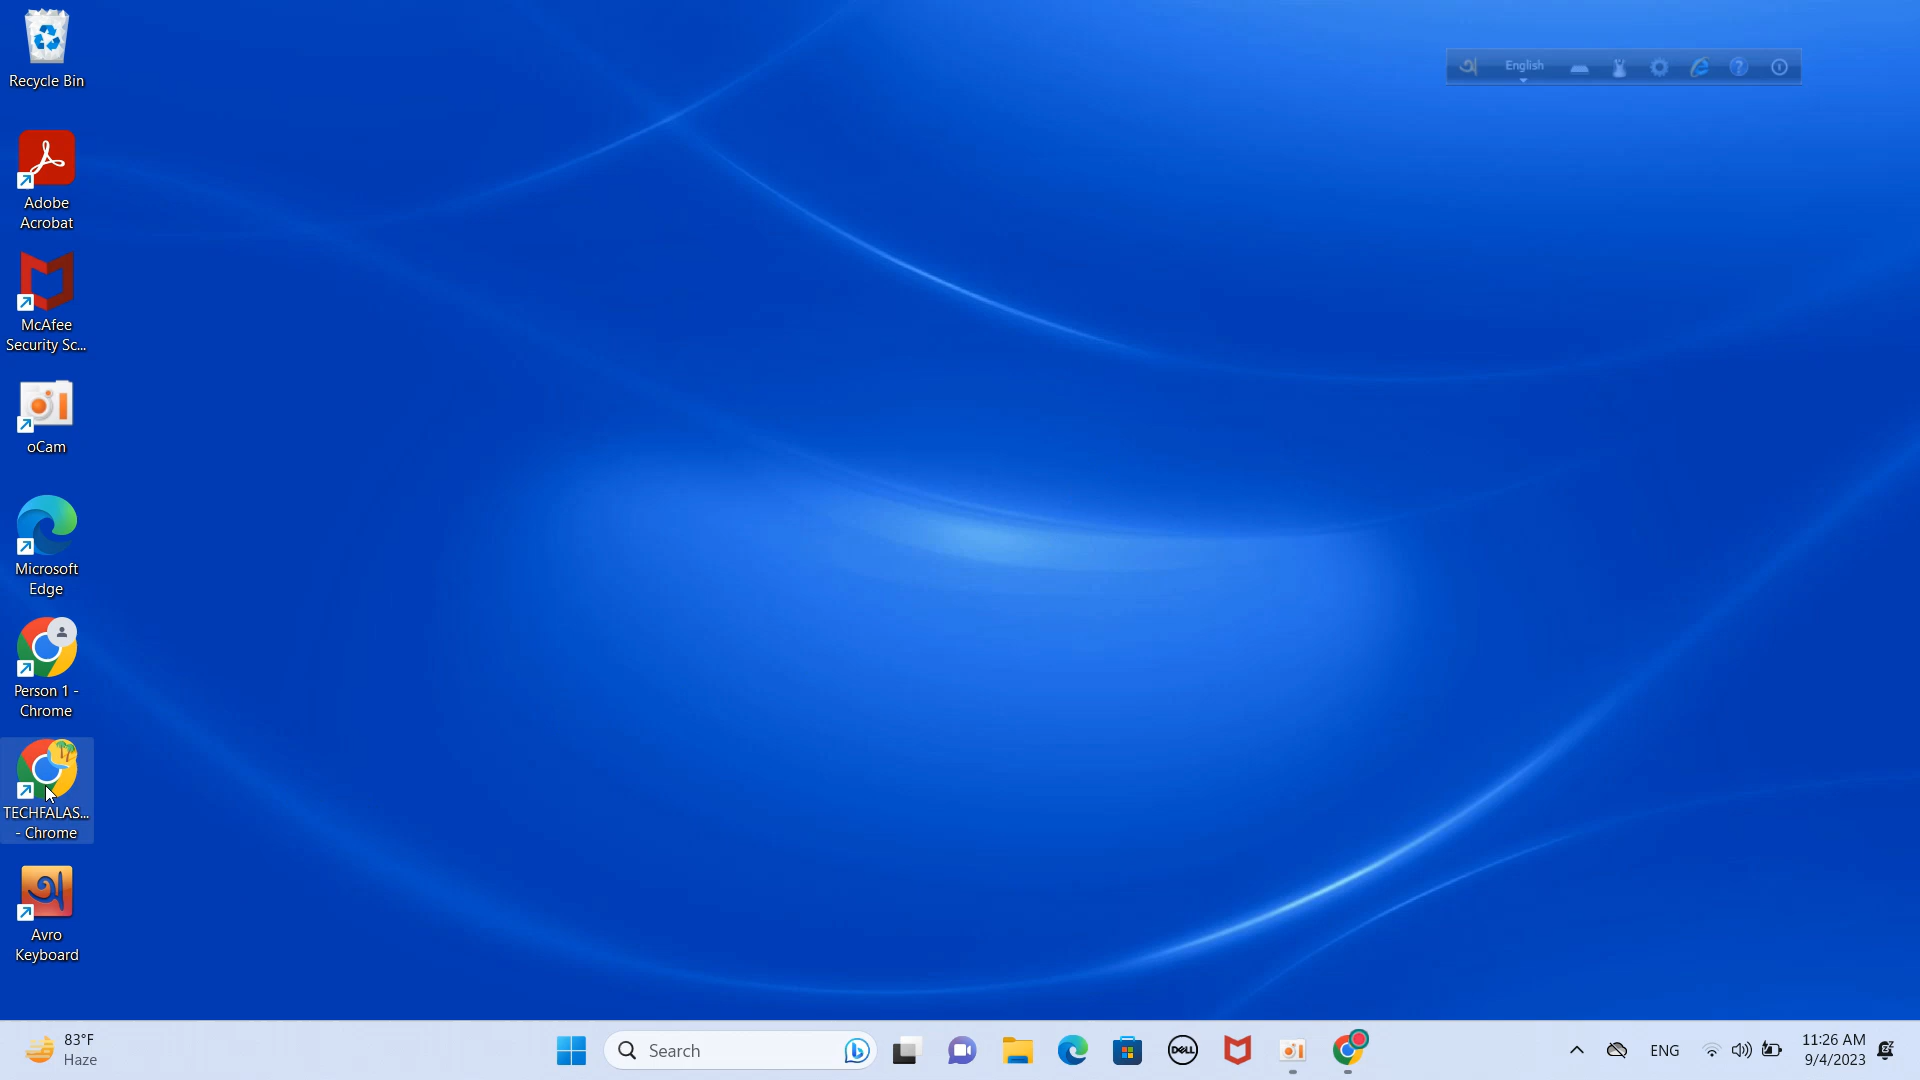 Recycle Bin
English
Adobe
Acrobat
McAfee
Security Sc...
oCam
Microsoft
Edge
Person 1 -
Chrome
TECHFALAS...
- Chrome
অ
Avro
Keyboard
83°F
Haze
Search
DELL
ENG
11:26 AM
9/4/2023